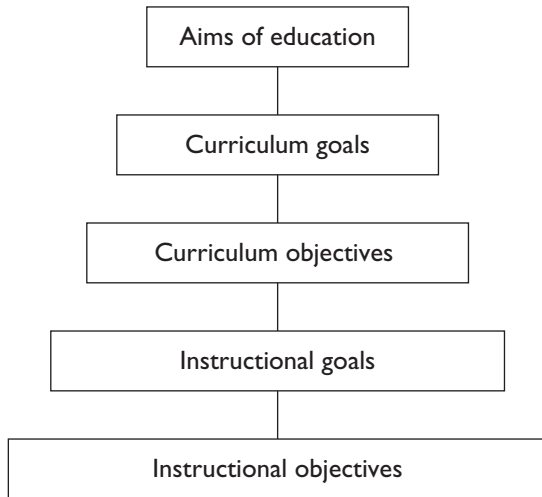 Aims of education
Curriculum goals
Curriculum objectives
Instructional goals
Instructional objectives